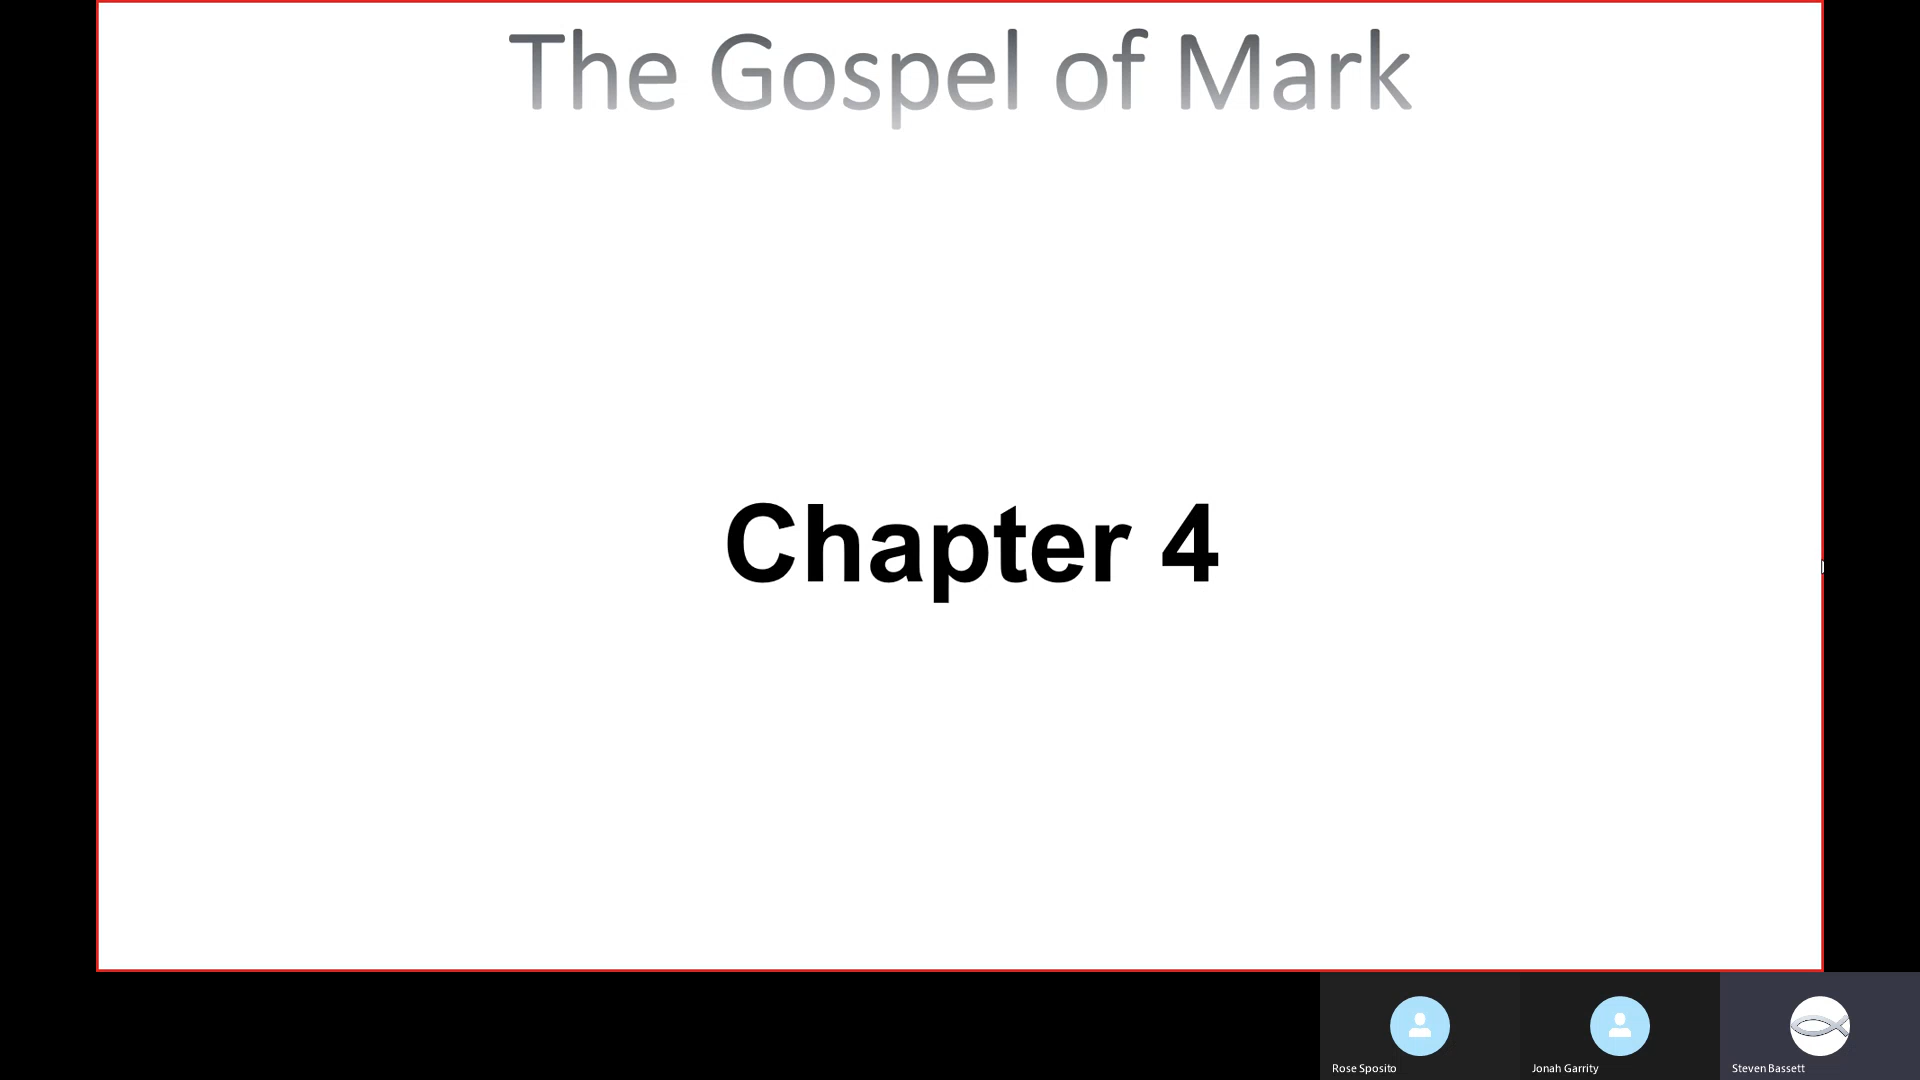 The Gospel of Mark
Chapter 4
Rose Sposito
Jonah Garrity
Steven Bassett